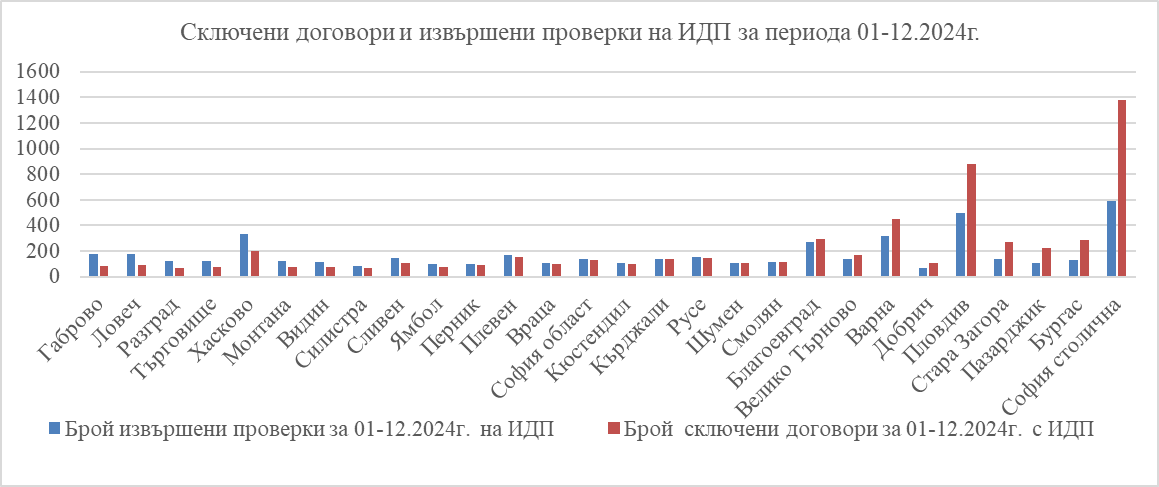 Сключени договори и извършени проверки на ИДП за периода 01-12.2024г.
1600
1400
1200
1000
800
600
400
200
0
Габрово
Ловеч
Разград
Търговище
Хасково
Монтана
Видин
Силистра
Сливен
Ямбол
Перник
Плевен
Враца
София област
Кюстендил
Кърджали
Русе
Шумен
Смолян
Благоевград
Велико Търново
Варна
Добрич
Пловдив
Стара Загора
Пазарджик
Бургас
София столична
Брой извършени проверки за 01-12.2024г. на ИДП
Брой сключени договори за 01-12.2024г. с ИДП